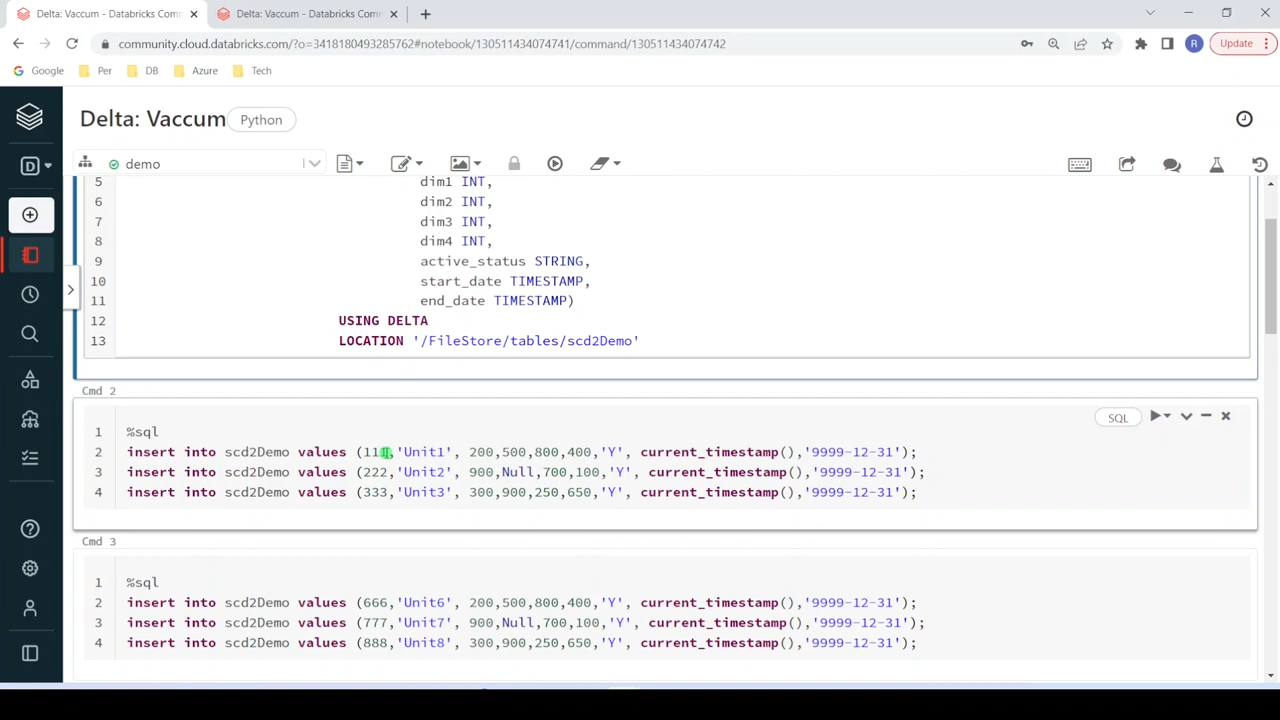 Delta: Vaccum - Databricks Comm
Delta: Vaccum - Databricks Comm
community.cloud.databricks.com/?o=3418180493285762#notebook/130511434074741/command/130511434074742
R
Update
Google
Per
DB
Azure
Tech
Delta: Vaccum
Python
D
demo
5 dim1 INT,
6 dim2 INT,
7 dim3 INT,
8 dim4 INT,
9 active_status STRING,
10 start_date TIMESTAMP,
11 end_date TIMESTAMP)
12 USING DELTA
13 LOCATION '/FileStore/tables/scd2Demo'
Cmd 2
SQL
1 %sql
2 insert into scd2Demo values (111,'Unit1', 200,500,800,400,'Y', current_timestamp(),'9999-12-31');
3 insert into scd2Demo values (222,'Unit2', 900,Null,700,100,'Y', current_timestamp(),'9999-12-31');
4 insert into scd2Demo values (333,'Unit3', 300,900,250,650,'Y', current_timestamp(),'9999-12-31');
Cmd 3
1 %sql
2 insert into scd2Demo values (666,'Unit6', 200,500,800,400,'Y', current_timestamp(),'9999-12-31');
3 insert into scd2Demo values (777,'Unit7', 900,Null,700,100,'Y', current_timestamp(),'9999-12-31');
4 insert into scd2Demo values (888,'Unit8', 300,900,250,650,'Y', current_timestamp(),'9999-12-31');